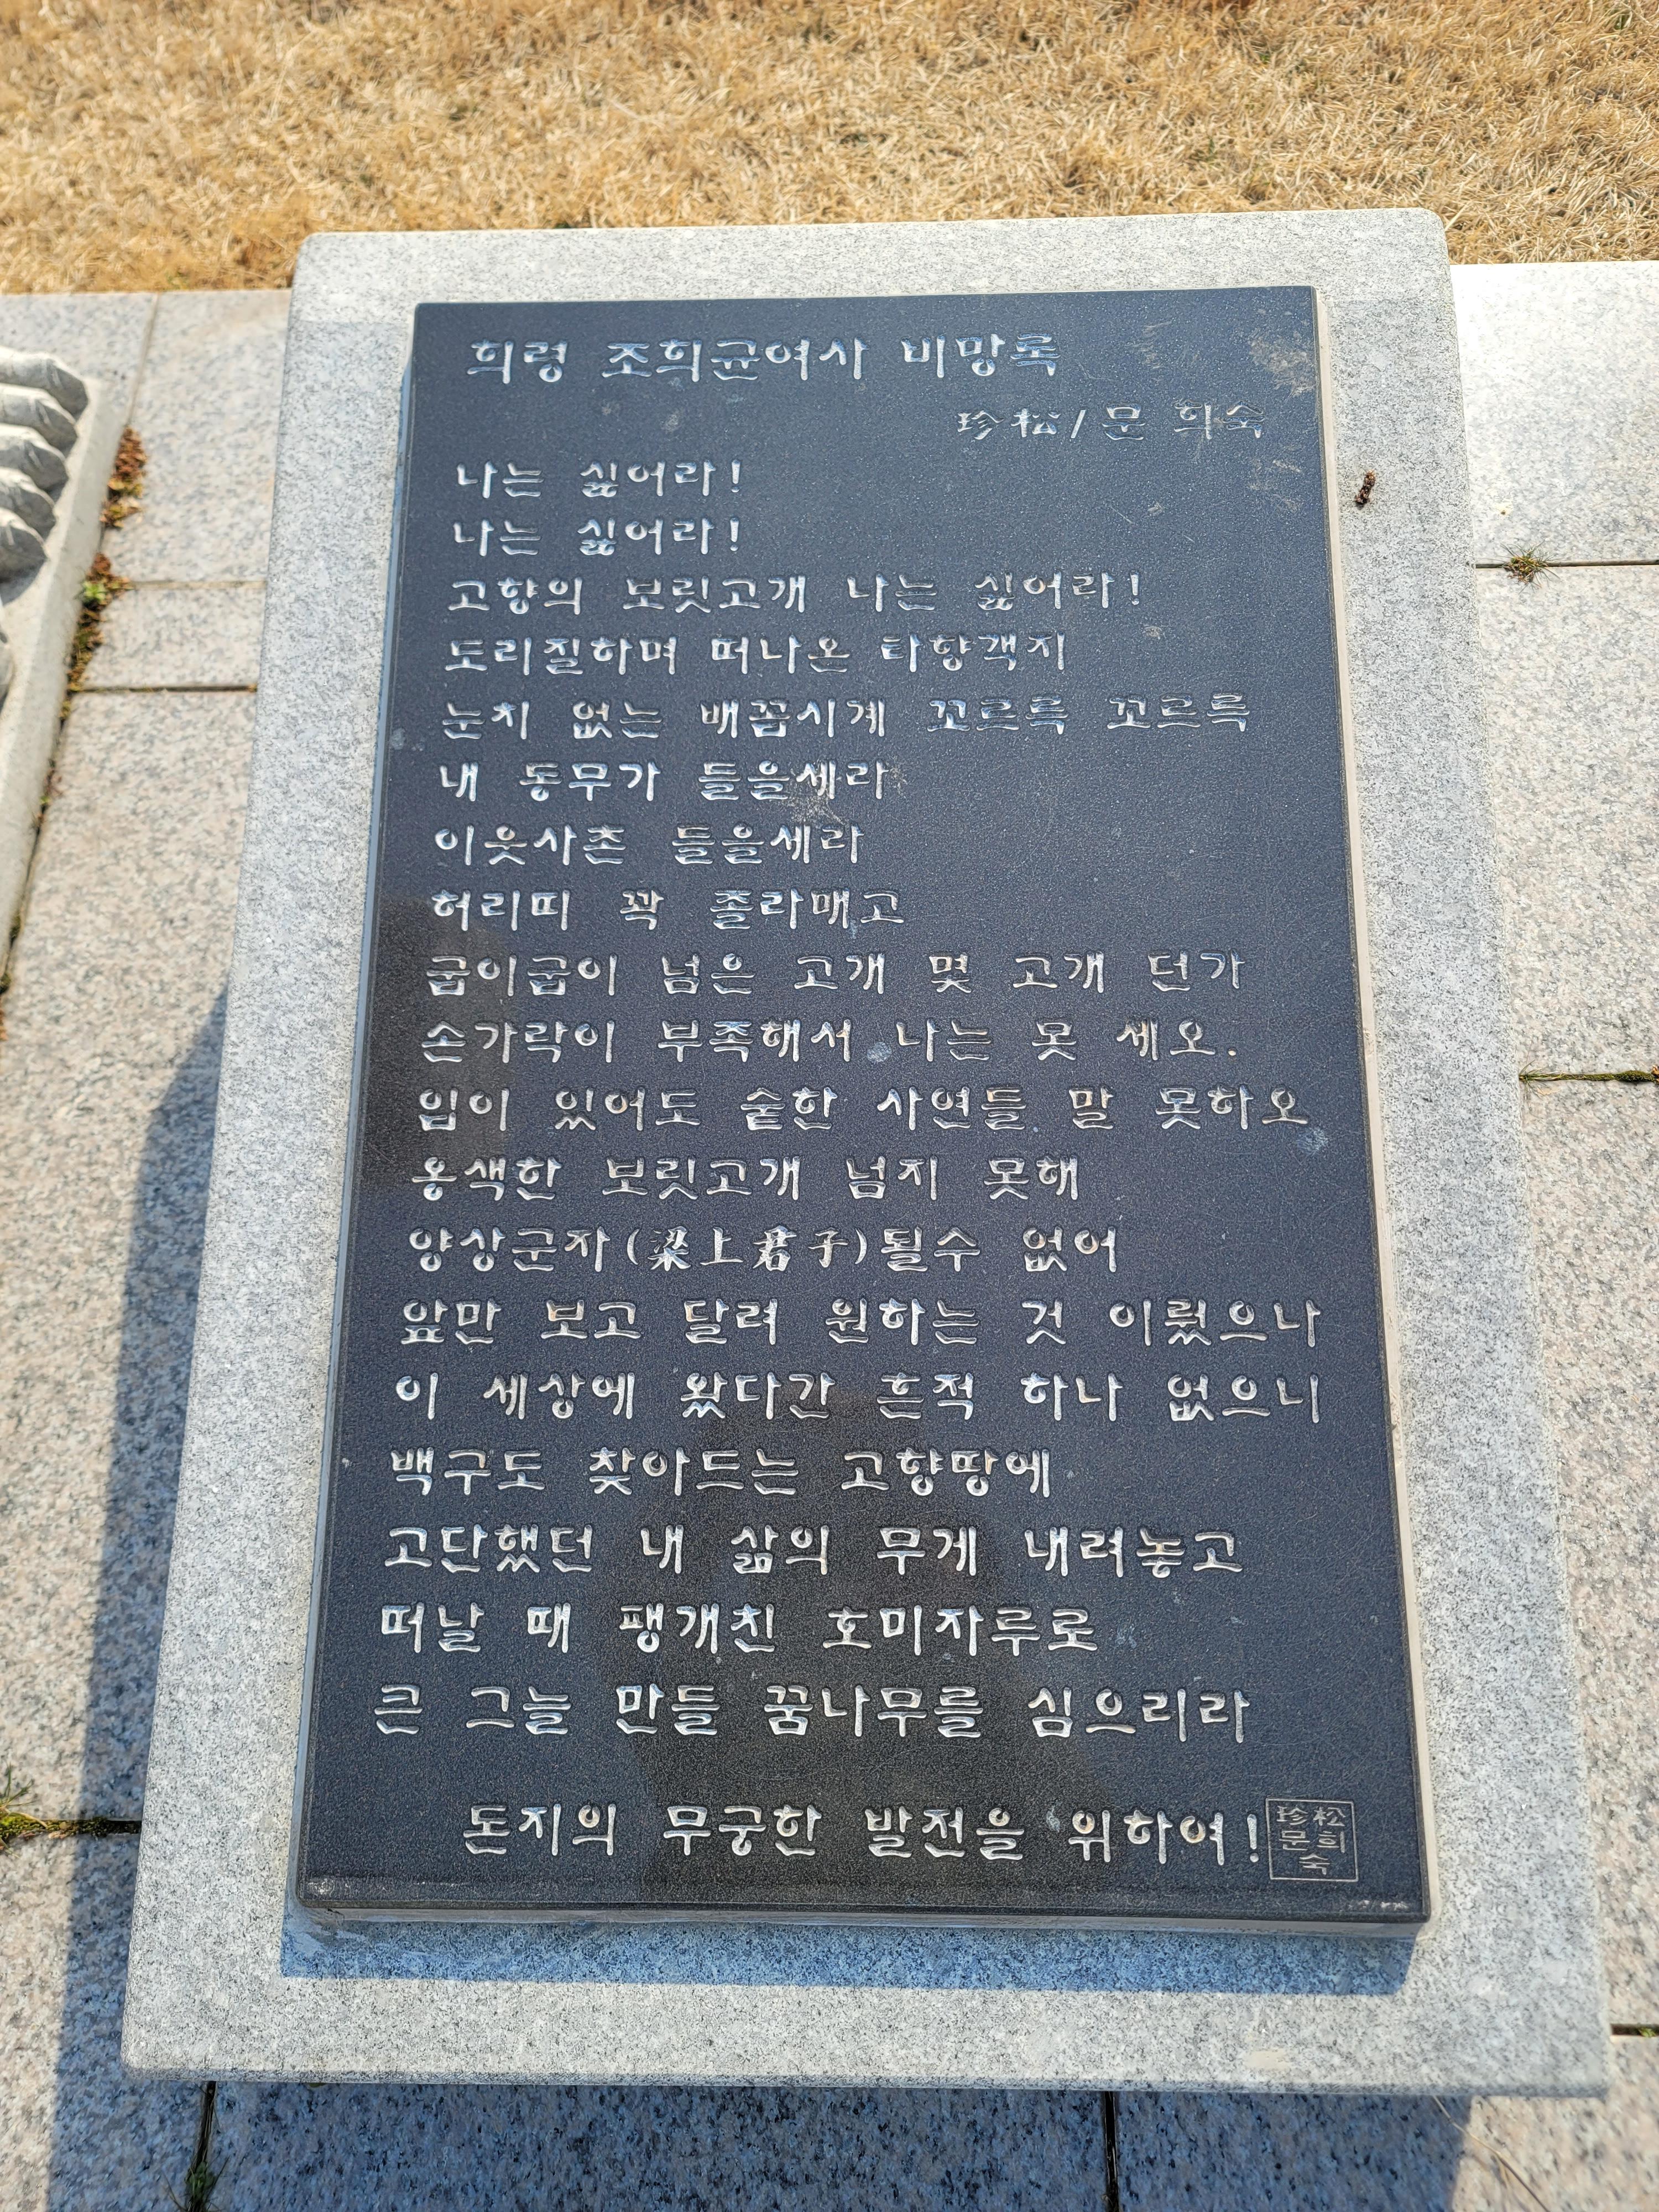 희령 조희균여사 비망록
珍松/문 희숙
나는 싫어라!
나는 싫어라!
고향의 보릿고개 나는 싫어라!
도리질하며 떠나온 타향객지
눈치 없는 배꼽시계 꼬르륵 꼬르륵
내 동무가 들을세라
이웃사촌 들을세라
허리띠 꽉 졸라매고
굽이굽이 넘은 고개 몇 고개 던가
손가락이 부족해서 나는 못 세오.
입이 있어도 숱한 사연들 말 못하오
옹색한 보릿고개 넘지 못해
양상군자(梁上君子)될수 없어
앞만 보고 달려 원하는 것 이뤘으나
이 세상에 왔다간 흔적 하나 없으니
백구도 찾아드는 고향땅에
고단했던 내 삶의 무게 내려놓고
떠날 때 팽개친 호미자루로
큰 그늘 만들 꿈나무를 심으리라
돈지의 무궁한 발전을 위하여!
珍松
문희
숙